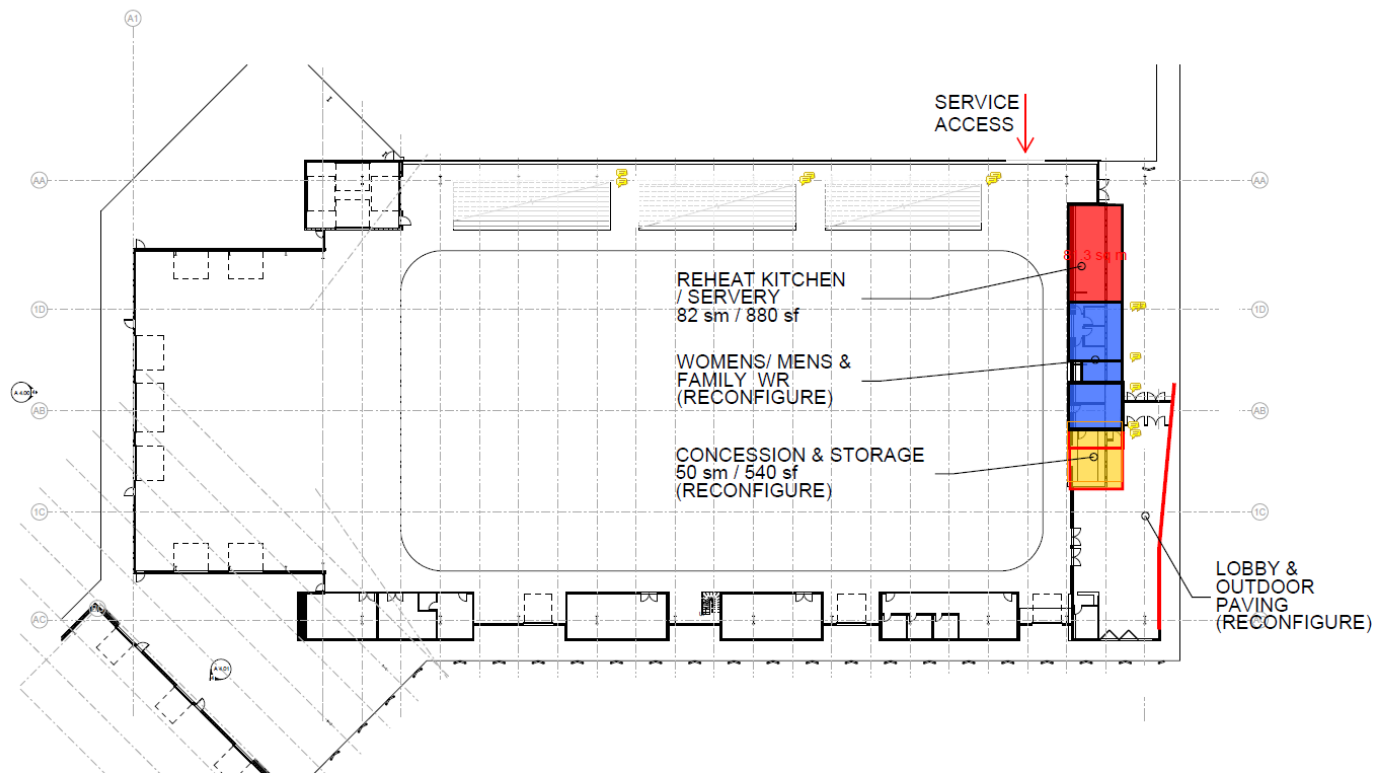 A1
SERVICE
ACCESS
AA
AA
REHEAT KITCHEN
/ SERVERY
82 sm / 880 sf
1D
1D
WOMENS/ MENS &
FAMILY WR
(RECONFIGURE)
AB
AB
CONCESSION & STORAGE
50 sm / 540 sf
(RECONFIGURE)
1C
1C
LOBBY &
OUTDOOR
PAVING
(RECONFIGURE)
AC